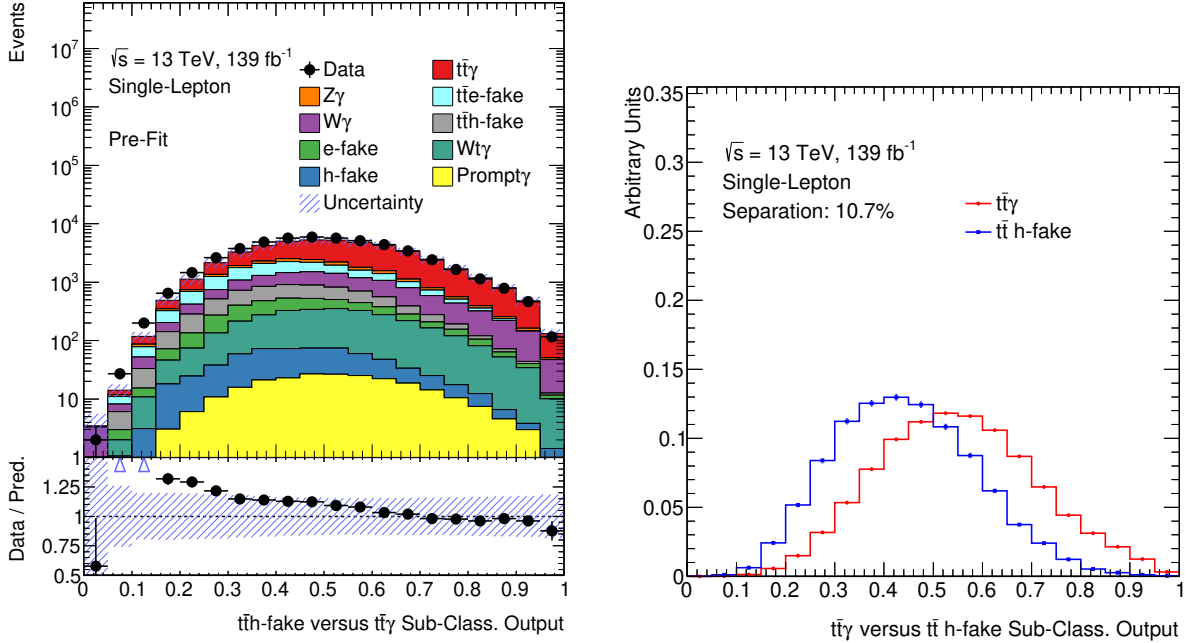 Events
10⁷
10⁶
10⁵
10⁴
10³
10²
10
1
√s = 13 TeV, 139 fb⁻¹
Single-Lepton
Pre-Fit
Data
tt̄γ
Zγ
tt̄e-fake
Wγ
tt̄h-fake
e-fake
Wtγ
h-fake
Promptγ
Uncertainty
Data / Pred.
1.25
1
0.75
0.5
0 0.1 0.2 0.3 0.4 0.5 0.6 0.7 0.8 0.9 1
tt̄h-fake versus tt̄γ Sub-Class. Output
Arbitrary Units
0.35
0.3
0.25
0.2
0.15
0.1
0.05
0
√s = 13 TeV, 139 fb⁻¹
Single-Lepton
Separation: 10.7%
tt̄γ
tt̄ h-fake
0 0.1 0.2 0.3 0.4 0.5 0.6 0.7 0.8 0.9 1
tt̄γ versus tt̄ h-fake Sub-Class. Output